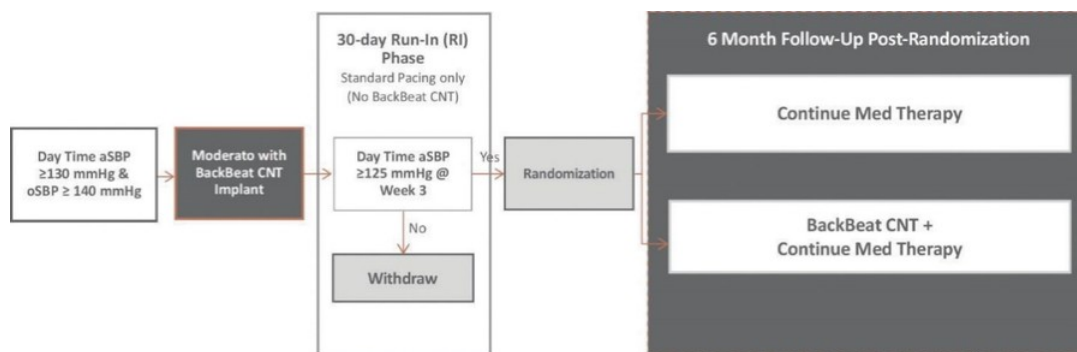 Day Time aSBP
≥130 mmHg &
oSBP ≥ 140 mmHg
Moderato with
BackBeat CNT
Implant
30-day Run-In (RI)
Phase
Standard Pacing only
(No BackBeat CNT)
Day Time aSBP
≥125 mmHg @
Week 3
Yes
No
Withdraw
Randomization
6 Month Follow-Up Post-Randomization
Continue Med Therapy
BackBeat CNT +
Continue Med Therapy